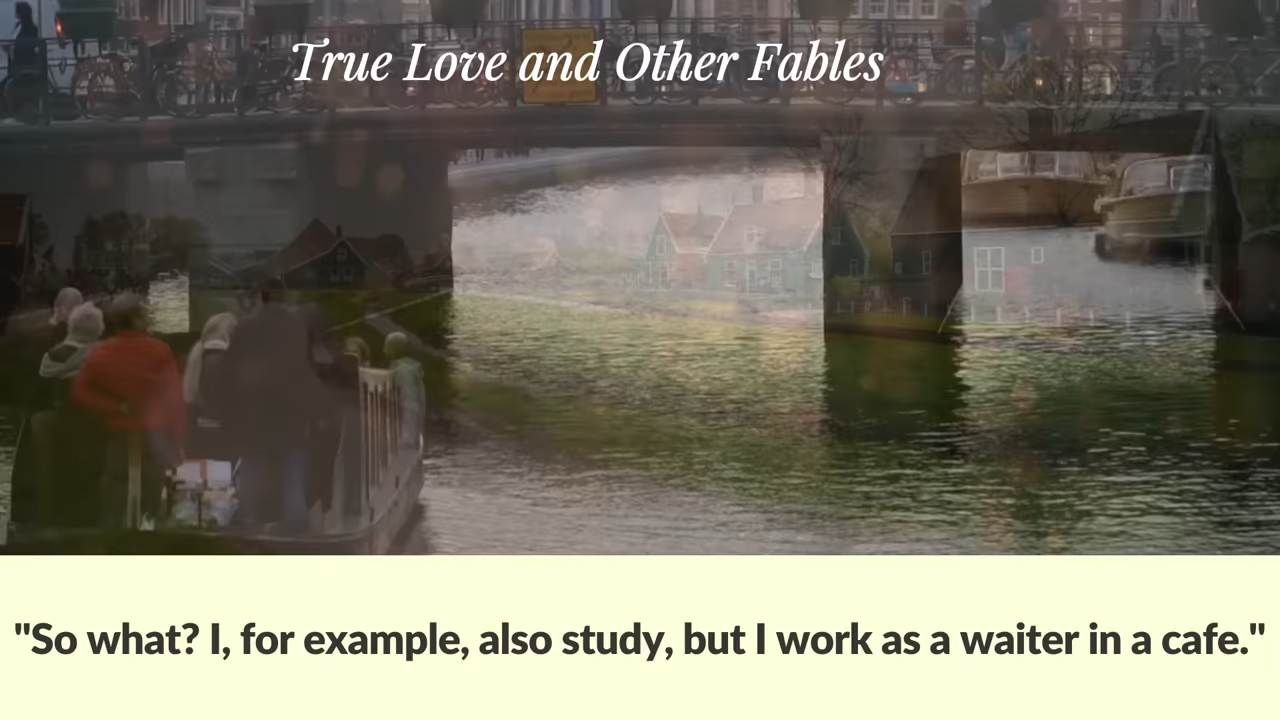 True Love and Other Fables
"So what? I, for example, also study, but I work as a waiter in a cafe."